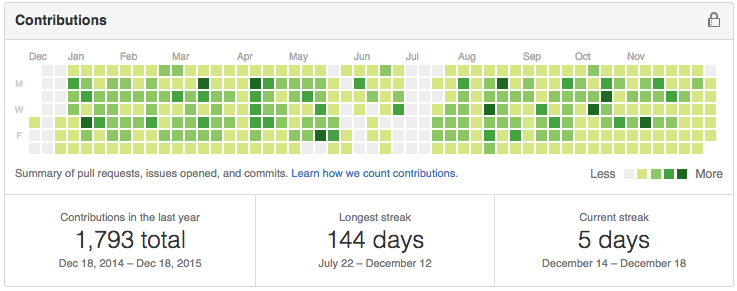 Contributions
Dec Jan Feb Mar Apr May Jun Jul Aug Sep Oct Nov
M
W
F
Summary of pull requests, issues opened, and commits. Learn how we count contributions.
Less More
Contributions in the last year
1,793 total
Dec 18, 2014 – Dec 18, 2015
Longest streak
144 days
July 22 – December 12
Current streak
5 days
December 14 – December 18